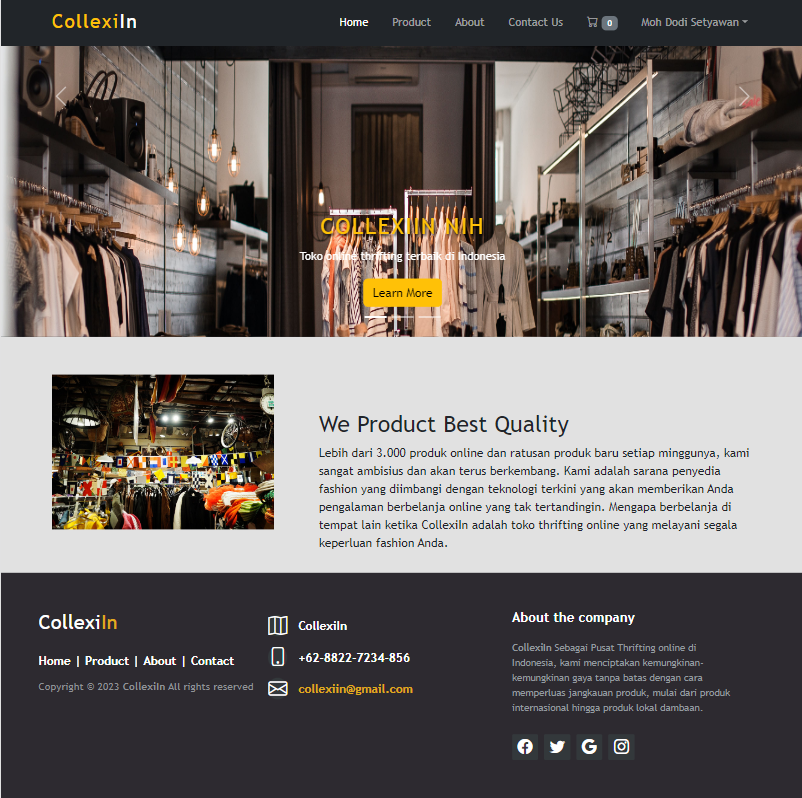 CollexiIn
Home
Product
About
Contact Us
0
Moh Dodi Setyawan
COLLEXIIN NIH
Toko online thrifting terbaik di Indonesia
Learn More
We Product Best Quality
Lebih dari 3.000 produk online dan ratusan produk baru setiap minggunya, kami
sangat ambisius dan akan terus berkembang. Kami adalah sarana penyedia
fashion yang diimbangi dengan teknologi terkini yang akan memberikan Anda
pengalaman berbelanja online yang tak tertandingin. Mengapa berbelanja di
tempat lain ketika CollexiIn adalah toko thrifting online yang melayani segala
keperluan fashion Anda.
CollexiIn
Home | Product | About | Contact
Copyright © 2023 CollexiIn All rights reserved
CollexiIn
+62-8822-7234-856
collexiin@gmail.com
About the company
CollexiIn Sebagai Pusat Thrifting online di
Indonesia, kami menciptakan kemungkinan-
kemungkinan gaya tanpa batas dengan cara
memperluas jangkauan produk, mulai dari produk
internasional hingga produk lokal dambaan.